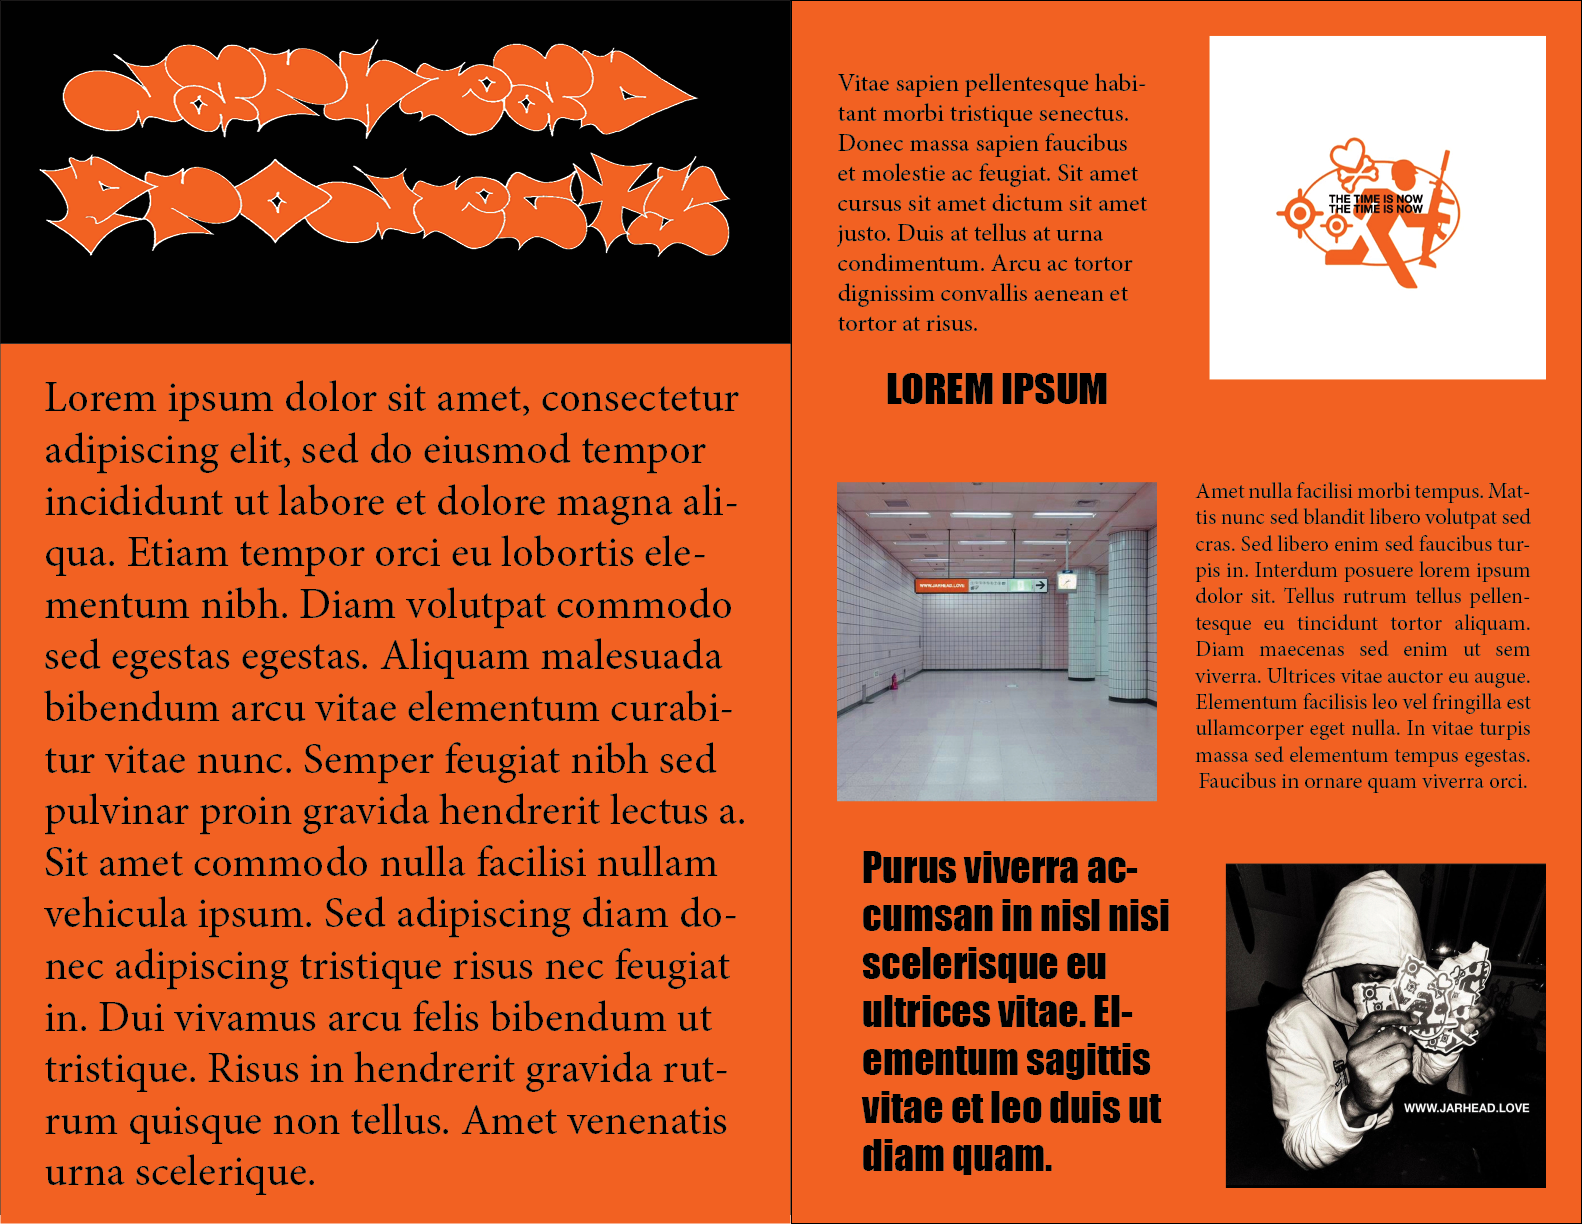 Jarhead
Projects
Lorem ipsum dolor sit amet, consectetur
adipiscing elit, sed do eiusmod tempor
incididunt ut labore et dolore magna ali-
qua. Etiam tempor orci eu lobortis ele-
mentum nibh. Diam volutpat commodo
sed egestas egestas. Aliquam malesuada
bibendum arcu vitae elementum curabi-
tur vitae nunc. Semper feugiat nibh sed
pulvinar proin gravida hendrerit lectus a.
Sit amet commodo nulla facilisi nullam
vehicula ipsum. Sed adipiscing diam do-
nec adipiscing tristique risus nec feugiat
in. Dui vivamus arcu felis bibendum ut
tristique. Risus in hendrerit gravida rut-
rum quisque non tellus. Amet venenatis
urna scelerique.
Vitae sapien pellentesque habi-
tant morbi tristique senectus.
Donec massa sapien faucibus
et molestie ac feugiat. Sit amet
cursus sit amet dictum sit amet
justo. Duis at tellus at urna
condimentum. Arcu ac tortor
dignissim convallis aenean et
tortor at risus.
THE TIME IS NOW
THE TIME IS NOW
LOREM IPSUM
WWW.JARHEAD.LOVE
Amet nulla facilisi morbi tempus. Mat-
tis nunc sed blandit libero volutpat sed
cras. Sed libero enim sed faucibus tur-
pis in. Interdum posuere lorem ipsum
dolor sit. Tellus rutrum tellus pellen-
tesque eu tincidunt tortor aliquam.
Diam maecenas sed enim ut sem
viverra. Ultrices vitae auctor eu augue.
Elementum facilisis leo vel fringilla est
ullamcorper eget nulla. In vitae turpis
massa sed elementum tempus egestas.
Faucibus in ornare quam viverra orci.
Purus viverra ac-
cumsan in nisl nisi
scelerisque eu
ultrices vitae. El-
ementum sagittis
vitae et leo duis ut
diam quam.
WWW.JARHEAD.LOVE